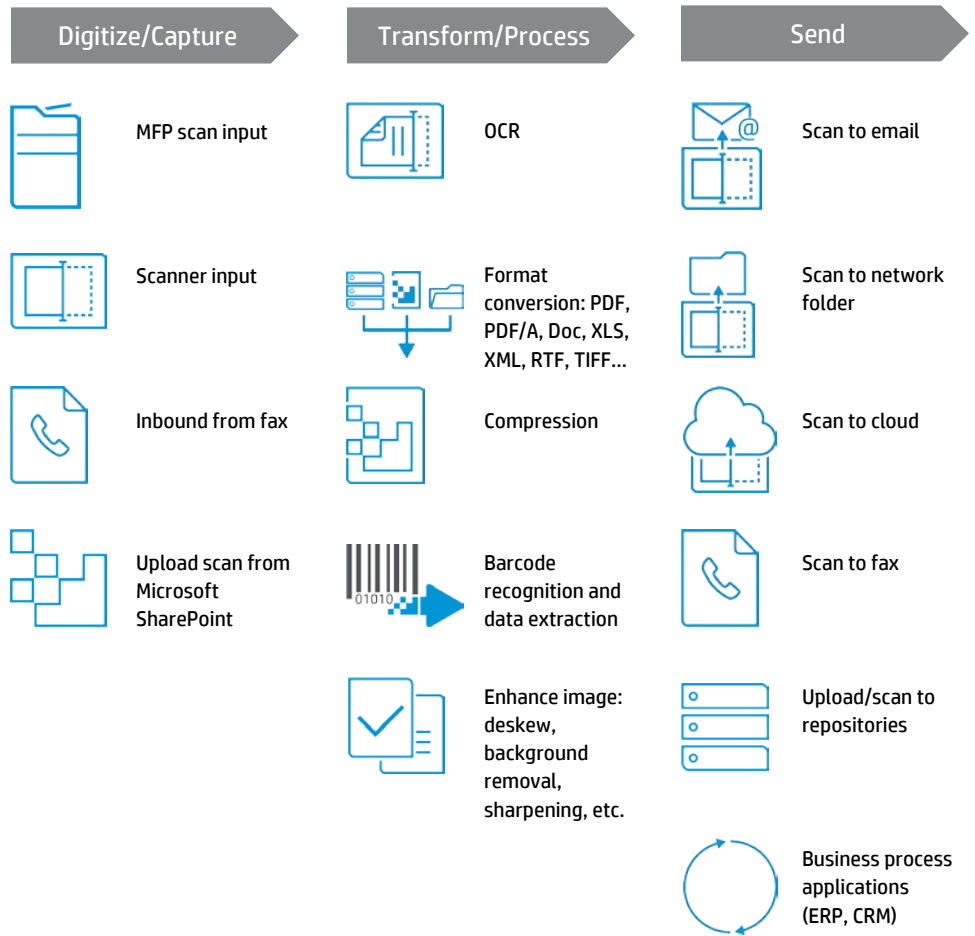 Digitize/Capture
MFP scan input
Scanner input
Inbound from fax
Upload scan from
Microsoft
SharePoint
Transform/Process
OCR
Format
conversion: PDF,
PDF/A, Doc, XLS,
XML, RTF, TIFF...
Compression
01010
Barcode
recognition and
data extraction
Enhance image:
deskew,
background
removal,
sharpening, etc.
Send
@
Scan to email
Scan to network
folder
Scan to cloud
Scan to fax
Upload/scan to
repositories
Business process
applications
(ERP, CRM)